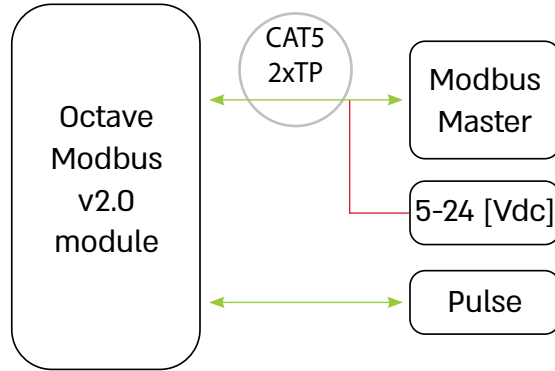 Octave
Modbus
v2.0
module
CAT5
2xTP
Modbus
Master
5-24 [Vdc]
Pulse